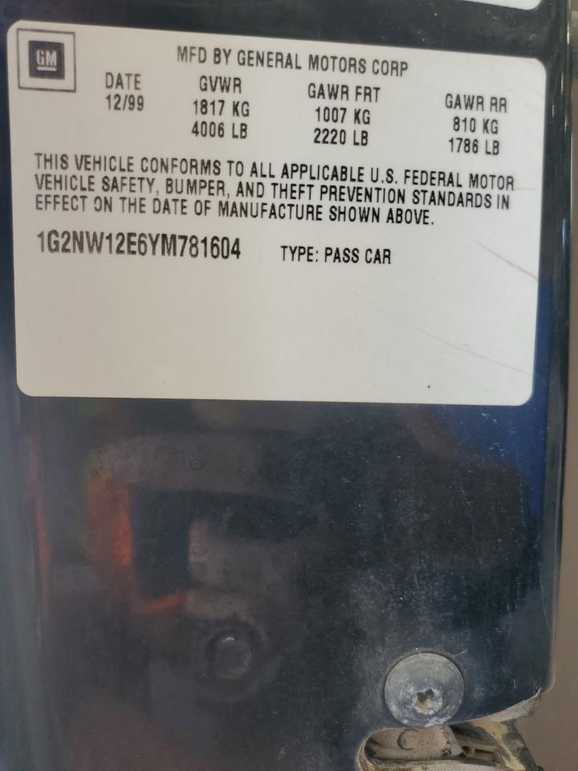 GM
MFD BY GENERAL MOTORS CORP
DATE GVWR GAWR FRT GAWR RR
12/99 1817 KG 1007 KG 810 KG
4006 LB 2220 LB 1786 LB
THIS VEHICLE CONFORMS TO ALL APPLICABLE U.S. FEDERAL MOTOR
VEHICLE SAFETY, BUMPER, AND THEFT PREVENTION STANDARDS IN
EFFECT ON THE DATE OF MANUFACTURE SHOWN ABOVE.
1G2NW12E6YM781604 TYPE: PASS CAR